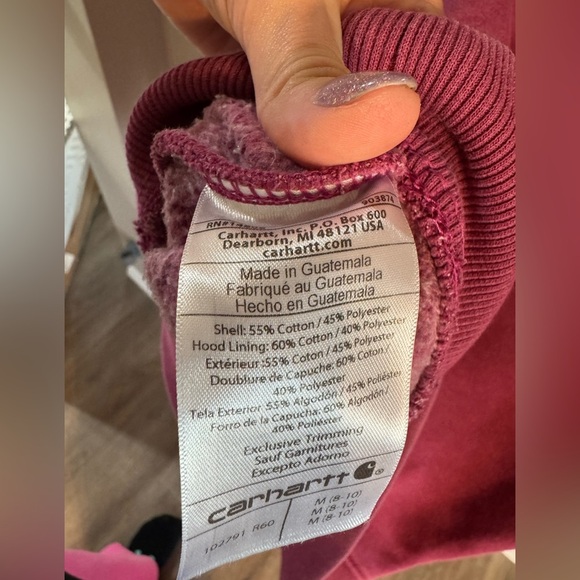 903874
Carhartt, Inc. P.O. Box 600
Dearborn, MI 48121 USA
carhartt.com
Made in Guatemala
Fabriqué au Guatemala
Hecho en Guatemala
Shell: 55% Cotton / 45% Polyester
Hood Lining: 60% Cotton / 40% Polyester
Extérieur :55% Coton / 45% Polyester
Doublure de Capuche : 60% Coton /
40% Polyester
Tela Exterior 55% Algodón / 45% Poliéster
Forro de la Capucha: 60% Algodón /
40% Poliéster
Exclusive Trimming
Sauf Garnitures
Excepto Adorno
carhartt
102791 R60
M (8-10)
M (8-10)
M (8-10)